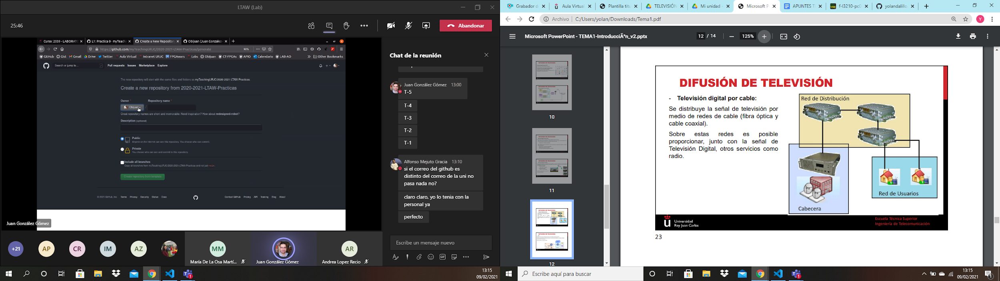 LTAW (Lab)
25:46
Abandonar
Curso: 2039 - LABORATO
L1: Practica 0 · myTeachin
Create a New Repository
Obijuan (Juan Gonzalez-
https://github.com/myTeachingURJC/2020-2021-LTAW-Practicas/generate
90%
GitHub
Gist
Gmail
Drive
Twitter
Aula Virtual
Intranet URJC
FPGAwars
Labs
Obijuan
CT-FPGAs
APIO
Calendario
LAB-AO
Other Bookmarks
Search or jump to...
Pull requests Issues Marketplace Explore
The new repository will start with the same files and folders as myTeachingURJC/2020-2021-LTAW-Practicas.
Create a new repository from 2020-2021-LTAW-Practicas
Owner * Repository name *
Obijuan /
Great repository names are short and memorable. Need inspiration? How about redesigned-robot?
Description (optional)
Public
Anyone on the internet can see this repository. You choose who can commit.
Private
You choose who can see and commit to this repository.
Include all branches
Copy all branches from myTeachingURJC/2020-2021-LTAW-Practicas and not just main.
Create repository from template
© 2021 GitHub, Inc. Terms Privacy Security Status Docs Contact GitHub Pricing API Training Blog About
Juan González Gómez
Chat de la reunión
Juan González Gómez 13:00
T-5
T-4
T-3
T-2
T-1
Alfonso Mejuto Gracia 13:10
si el correo del github es
distinto del correo de la uni no
pasa nada no?
claro claro, yo lo tenia con la
personal ya
perfecto
Escribe un mensaje nuevo
GIF
+21
AP
CR
IM
AZ
MM
María De La Osa Martí...
Juan González Gómez
AR
Andrea Lopez Recio
13:15
09/02/2021
Grabador d
Aula Virtual
Plantilla titu
TELEVISIÓN
Mi unidad -
Microsoft P
APUNTES T
f-l3210-pc0
yolandalillo
Archivo | C:/Users/yolan/Downloads/Tema1.pdf
Y
Microsoft PowerPoint - TEMA1-IntroducciÃ³n_v2.pptx
12 / 14
125%
10
11
12
DIFUSIÓN DE TELEVISIÓN
- Televisión digital por cable:
Se distribuye la señal de televisión por
medio de redes de cable (fibra óptica y
cable coaxial).
Sobre estas redes es posible
proporcionar, junto con la señal de
Televisión Digital, otros servicios como
radio.
Red de Distribución
Cabecera
Red de Usuarios
Universidad
Rey Juan Carlos
Escuela Técnica Superior
Ingeniería de Telecomunicación
23
Escribe aquí para buscar
13:15
09/02/2021